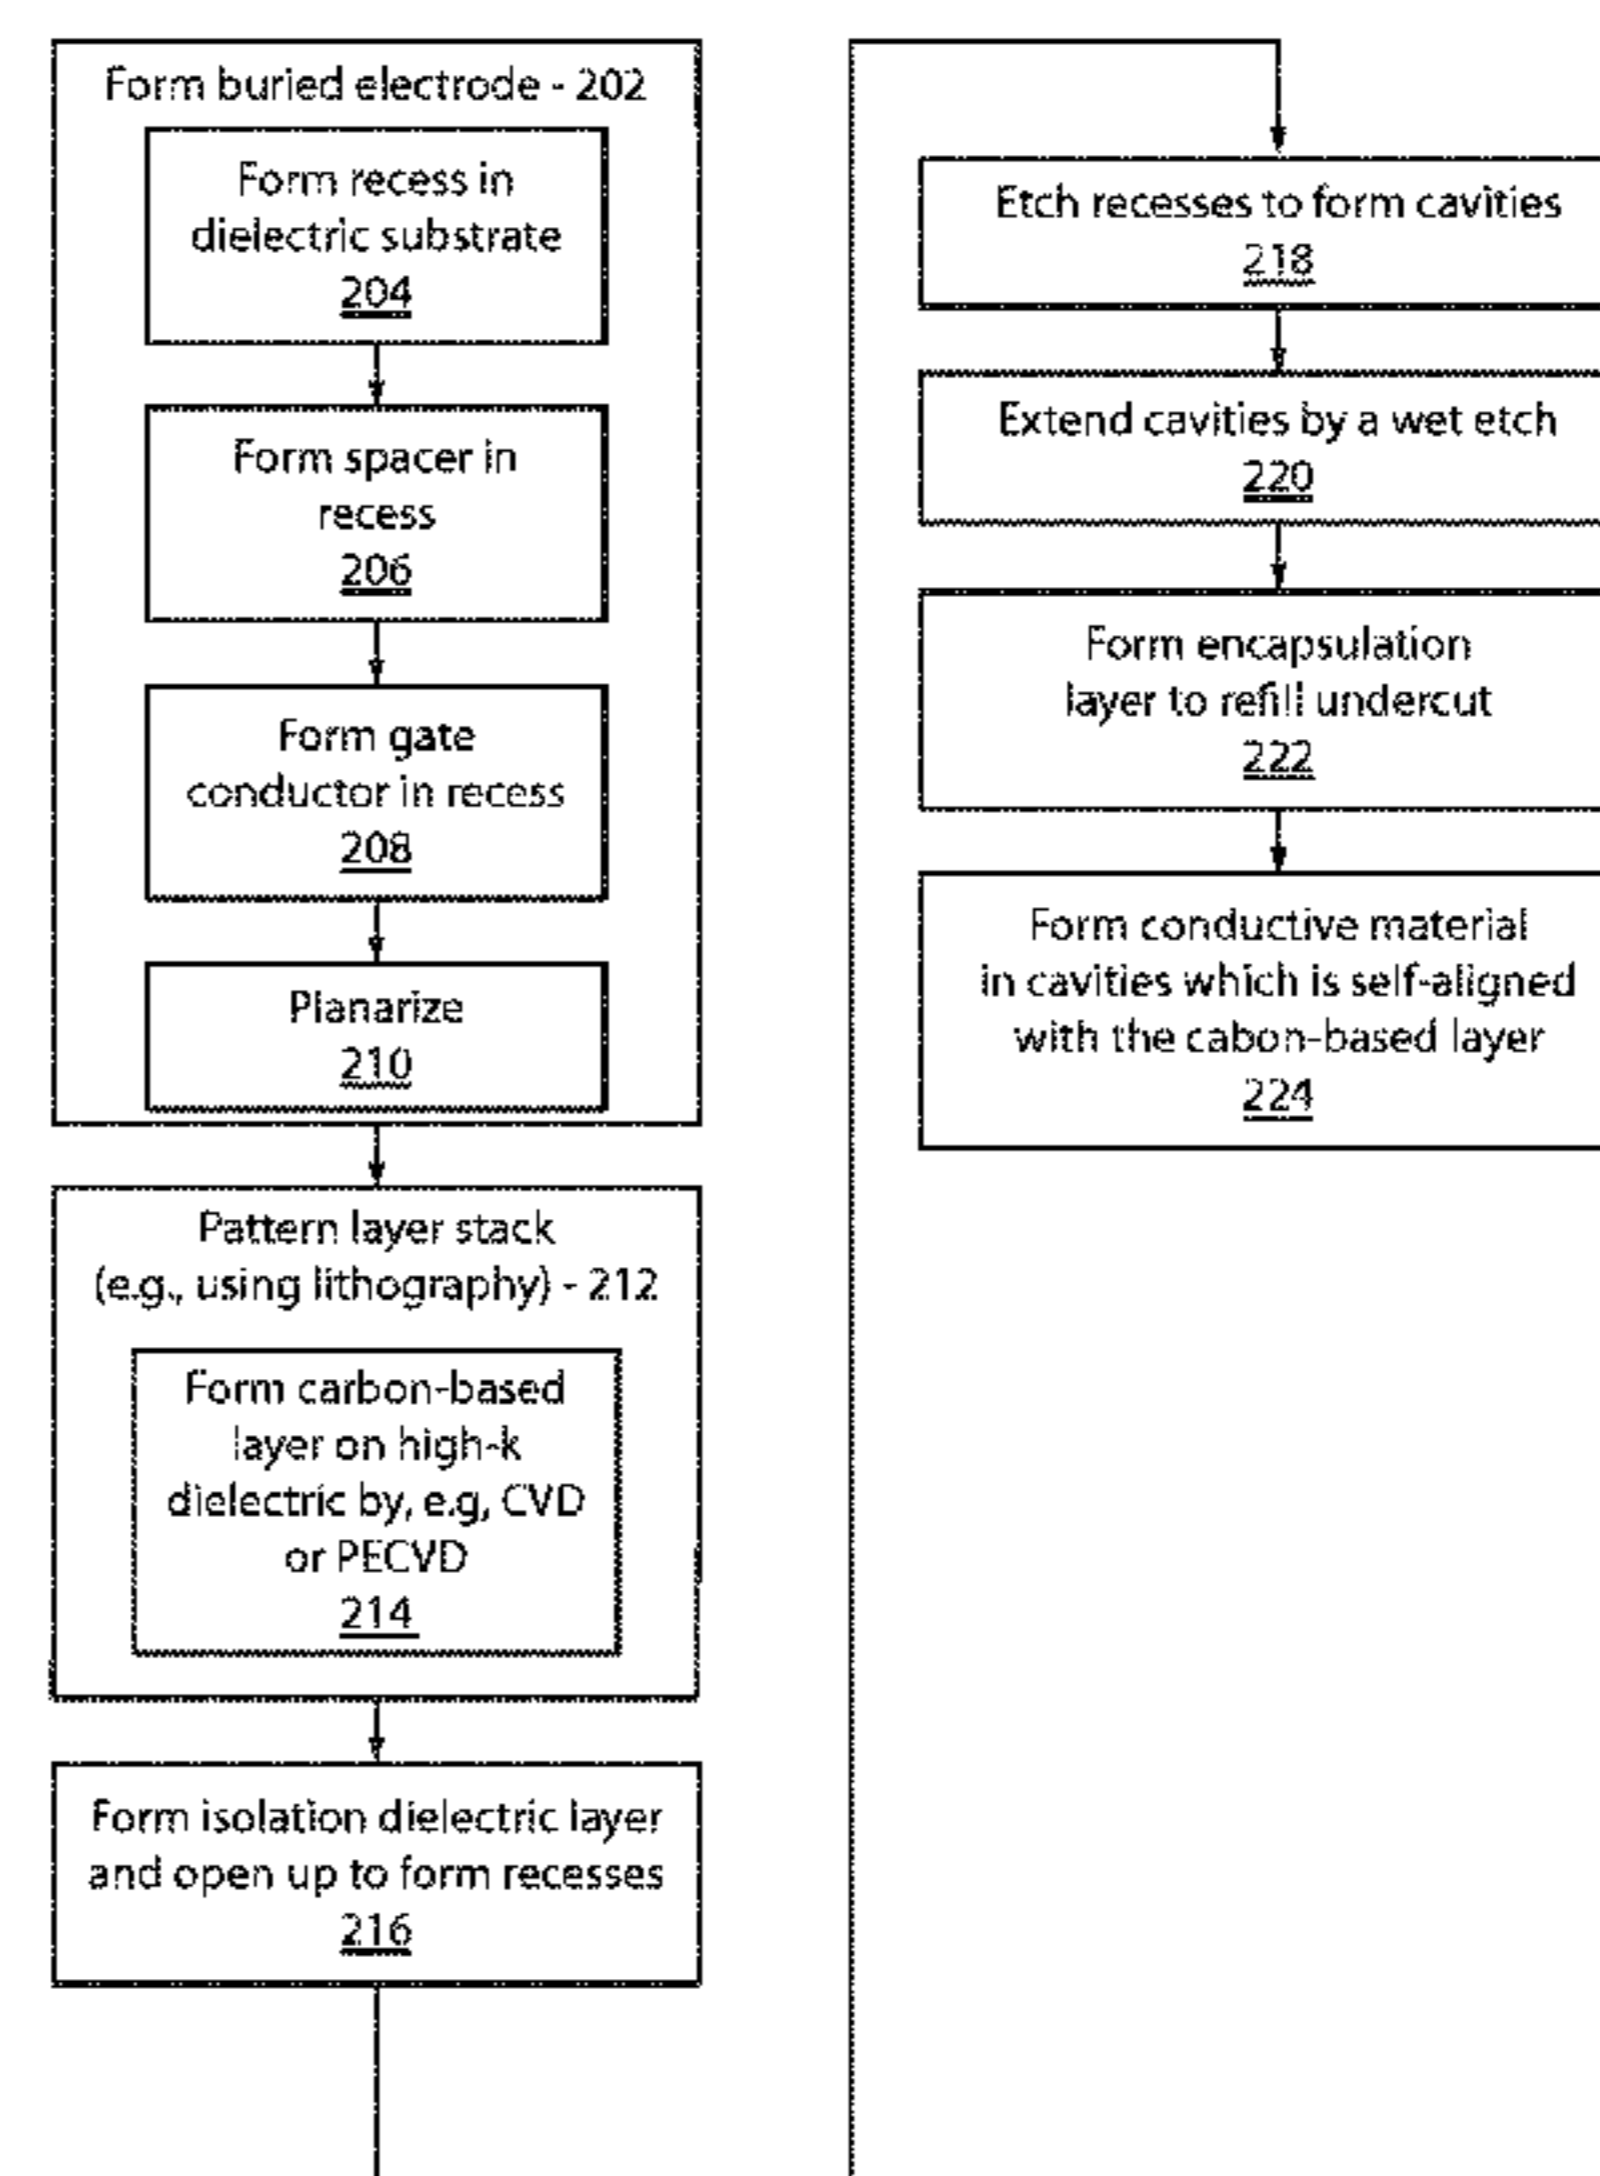 Form buried electrode - 202
Form recess in
dielectric substrate
204
Form spacer in
recess
206
Form gate
conductor in recess
208
Planarize
210
Pattern layer stack
(e.g., using lithography) - 212
Form carbon-based
layer on high-k
dielectric by, e.g, CVD
or PECVD
214
Form isolation dielectric layer
and open up to form recesses
216
Etch recesses to form cavities
218
Extend cavities by a wet etch
220
Form encapsulation
layer to refill undercut
222
Form conductive material
in cavities which is self-aligned
with the cabon-based layer
224